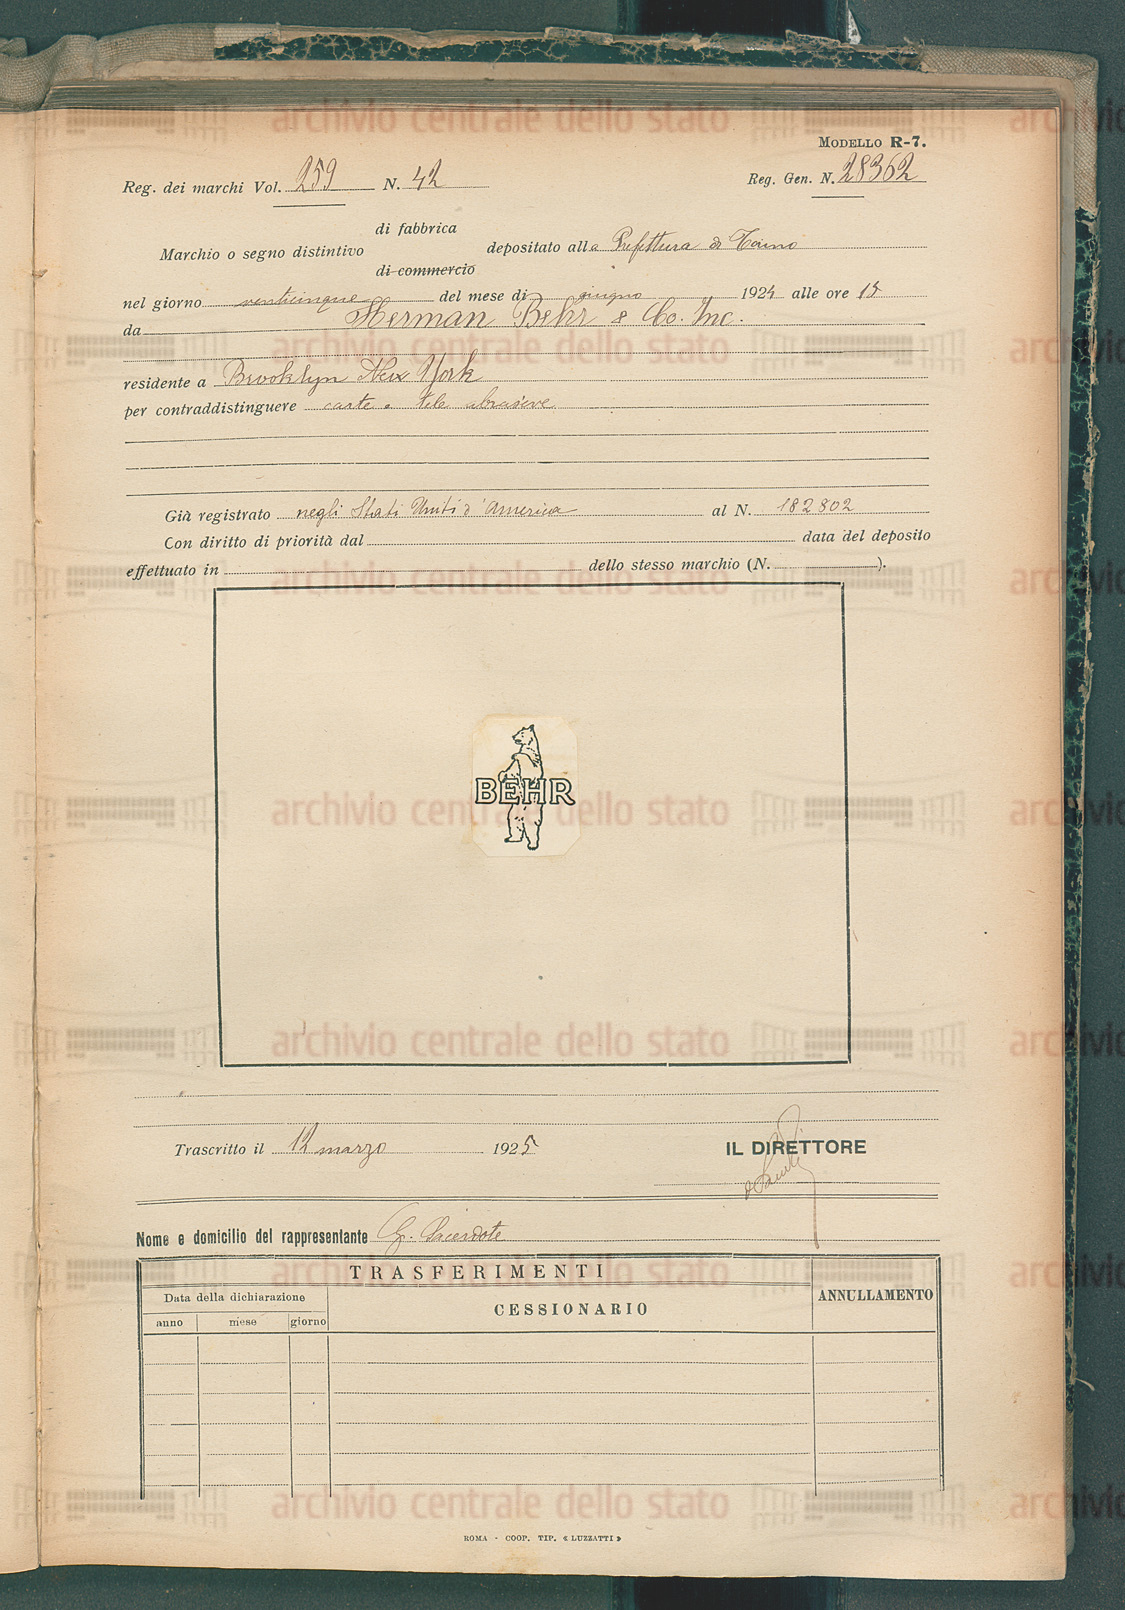 MODELLO R-7.
Reg. dei marchi Vol. 259 N. 42 Reg. Gen. N. 28362
di fabbrica
Marchio o segno distintivo depositato alla Prefettura di Torino
di commercio
nel giorno venticinque del mese di giugno 1924 alle ore 15
da Herman Behr & Co. Inc.
residente a Brooklyn New York
per contraddistinguere carte e tele abrasive
Già registrato negli Stati Uniti d'America al N. 182802
Con diritto di priorità dal data del deposito
effettuato in dello stesso marchio (N. ).
BEHR
Trascritto il 12 marzo 1925 IL DIRETTORE
Nome e domicilio del rappresentante G. Sacerdote
TRASFERIMENTI
Data della dichiarazione
CESSIONARIO
ANNULLAMENTO
anno mese giorno
ROMA - COOP. TIP. « LUZZATTI »
archivio centrale dello stato